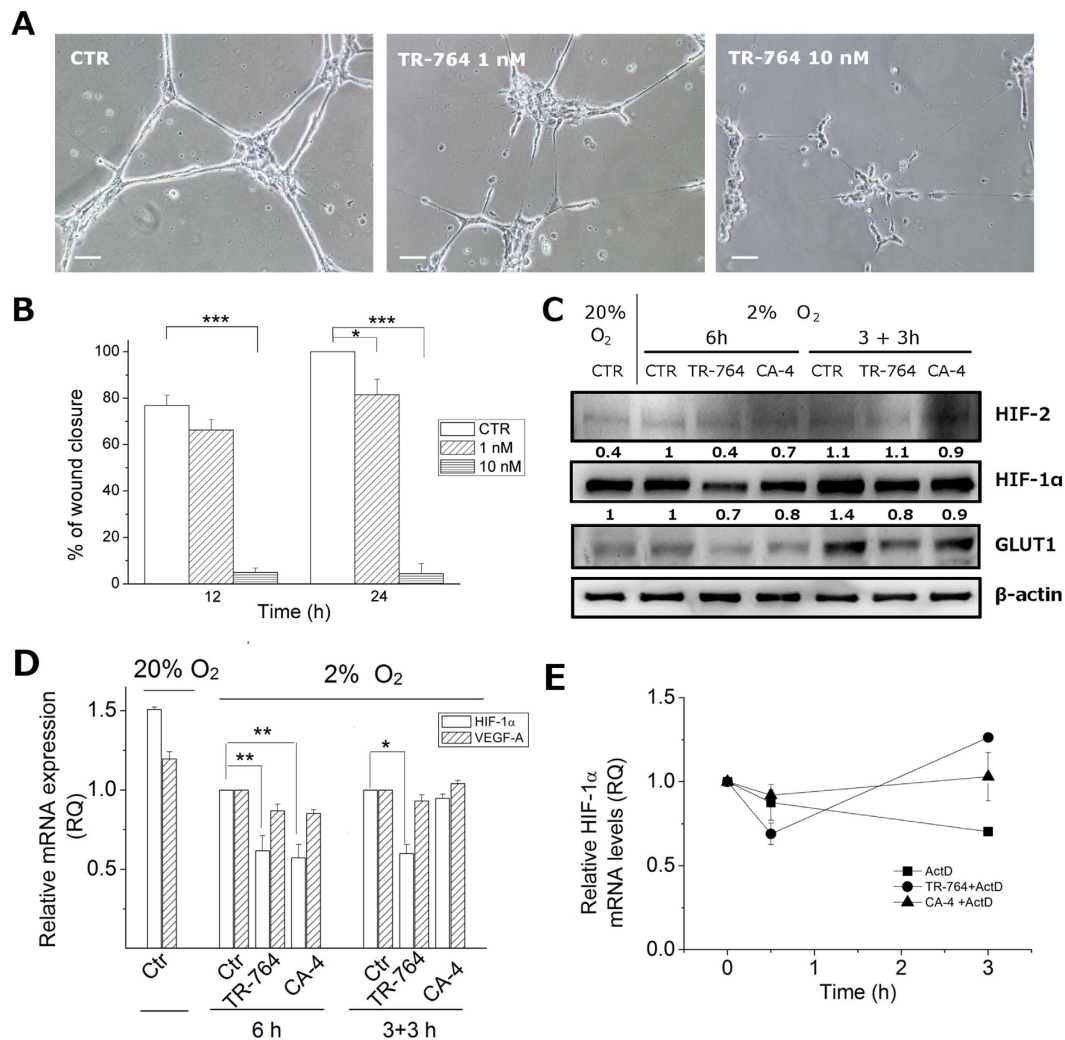 A
CTR
TR-764 1 nM
TR-764 10 nM
B
***
***
*
100
80
60
40
20
0
% of wound closure
CTR
1 nM
10 nM
12
24
Time (h)
C
20% O₂
2% O₂
6h
3 + 3h
CTR CTR TR-764 CA-4 CTR TR-764 CA-4
HIF-2
0.4 1 0.4 0.7 1.1 1.1 0.9
HIF-1α
1 1 0.7 0.8 1.4 0.8 0.9
GLUT1
β-actin
D
20% O₂
2% O₂
HIF-1α
VEGF-A
**
**
*
1.5
1.0
0.5
Relative mRNA expression
(RQ)
Ctr
Ctr
TR-764
CA-4
Ctr
TR-764
CA-4
6 h
3+3 h
E
1.5
1.0
0.5
0.0
Relative HIF-1α
mRNA levels (RQ)
ActD
TR-764+ActD
CA-4 +ActD
0
1
2
3
Time (h)